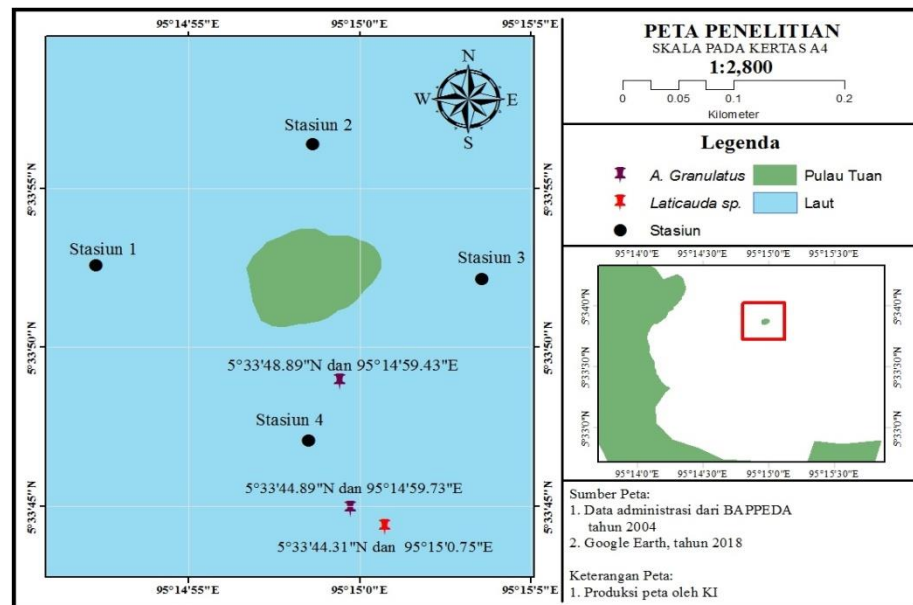 95°14'55"E
95°15'0"E
95°15'5"E
5°33'55"N
5°33'50"N
5°33'45"N
N
W
E
S
Stasiun 2
Stasiun 1
Stasiun 3
5°33'48.89"N dan 95°14'59.43"E
Stasiun 4
5°33'44.89"N dan 95°14'59.73"E
5°33'44.31"N dan 95°15'0.75"E
5°33'55"N
5°33'50"N
5°33'45"N
95°14'55"E
95°15'0"E
95°15'5"E
PETA PENELITIAN
SKALA PADA KERTAS A4
1:2,800
0 0.05 0.1 0.2
Kilometer
Legenda
A. Granulatus
Pulau Tuan
Laticauda sp.
Laut
Stasiun
95°14'0"E 95°14'30"E 95°15'0"E 95°15'30"E
5°34'0"N
5°33'30"N
5°33'0"N
5°34'0"N
5°33'30"N
5°33'0"N
95°14'0"E 95°14'30"E 95°15'0"E 95°15'30"E
Sumber Peta:
1. Data administrasi dari BAPPEDA
tahun 2004
2. Google Earth, tahun 2018
Keterangan Peta:
1. Produksi peta oleh KI